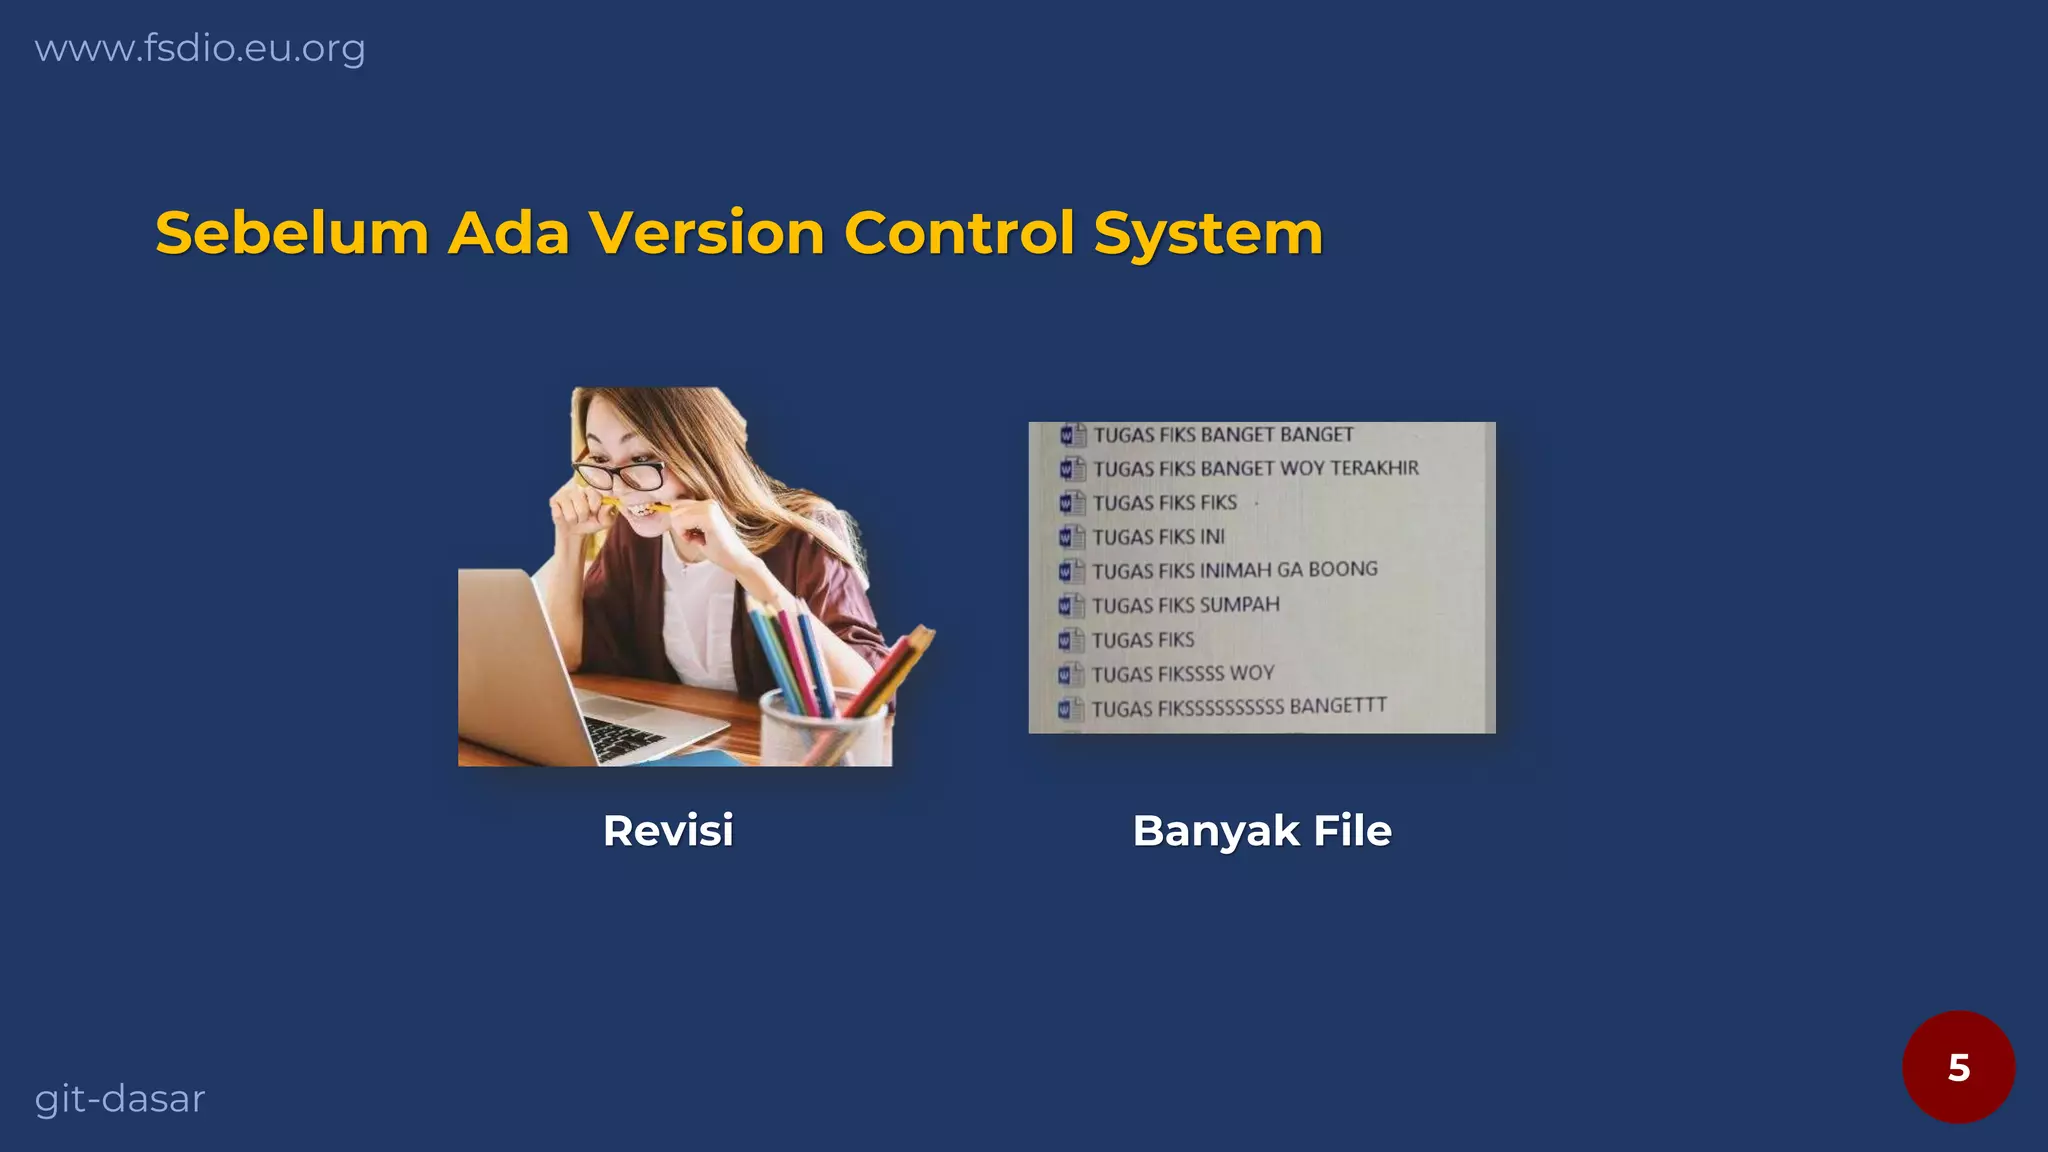 www.fsdio.eu.org
Sebelum Ada Version Control System
TUGAS FIKS BANGET BANGET
TUGAS FIKS BANGET WOY TERAKHIR
TUGAS FIKS FIKS
TUGAS FIKS INI
TUGAS FIKS INIMAH GA BOONG
TUGAS FIKS SUMPAH
TUGAS FIKS
TUGAS FIKSSSS WOY
TUGAS FIKSSSSSSSSSS BANGETTT
Revisi
Banyak File
git-dasar
5